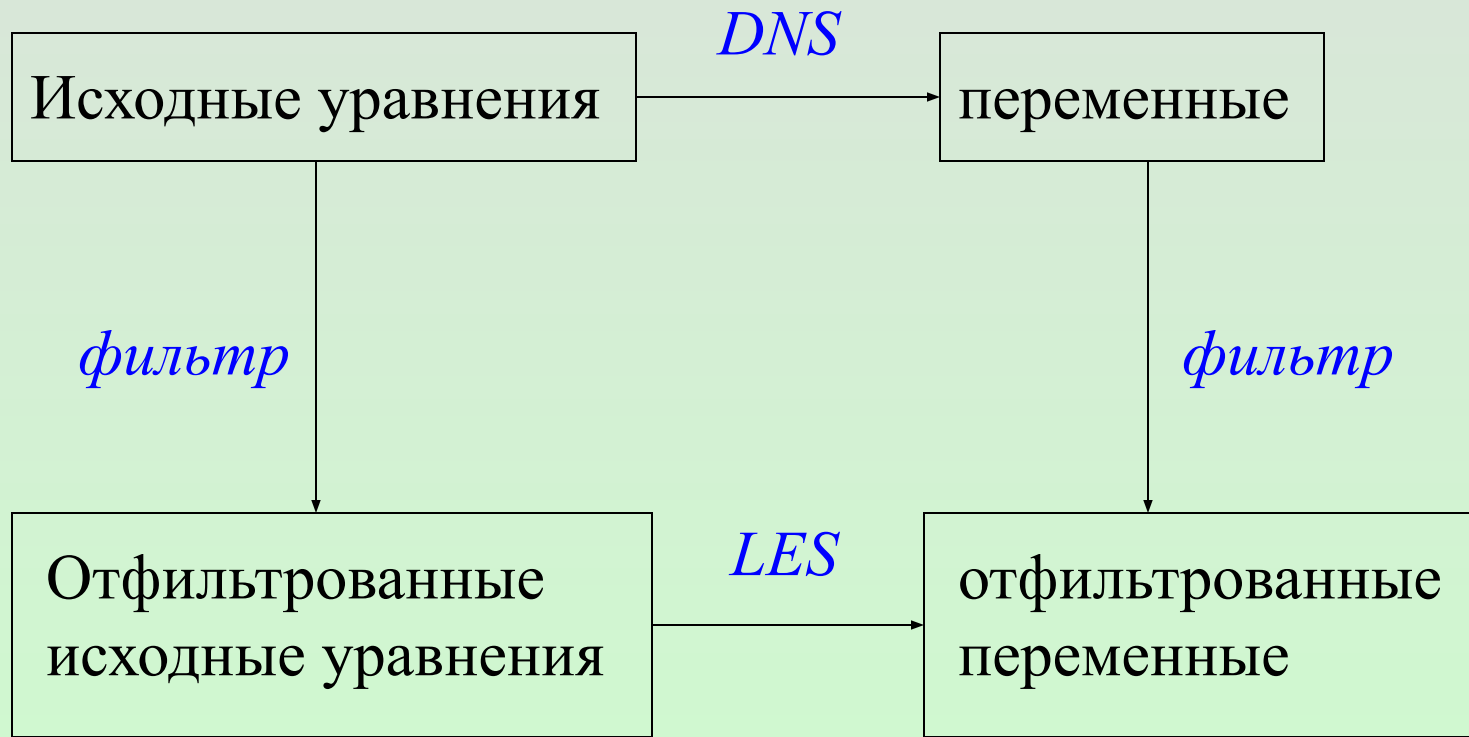 DNS
Исходные уравнения
переменные
фильтр
фильтр
LES
Отфильтрованные
исходные уравнения
отфильтрованные
переменные